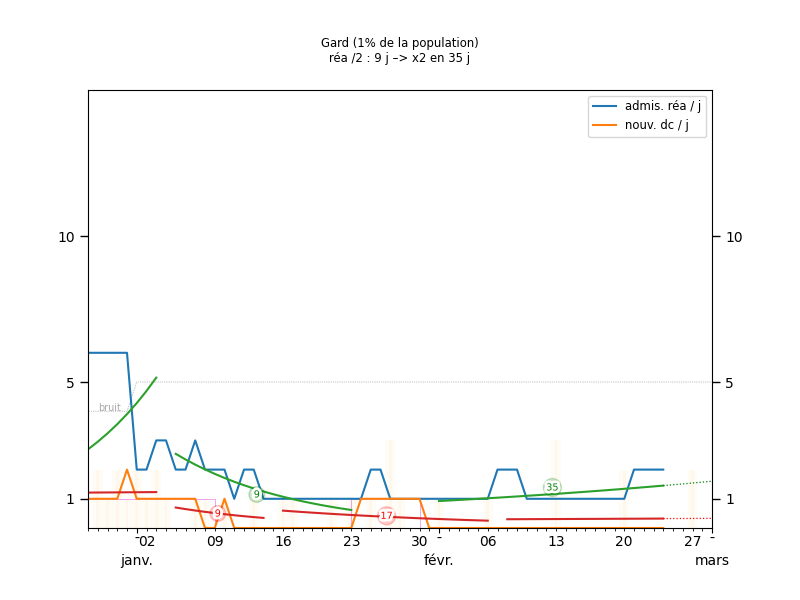 Gard (1% de la population)
réa /2 : 9 j –> x2 en 35 j
admis. réa / j
nouv. dc / j
10
10
5
5
bruit
1
1
9
35
9
17
02
09
16
23
30
06
13
20
27
janv.
févr.
mars